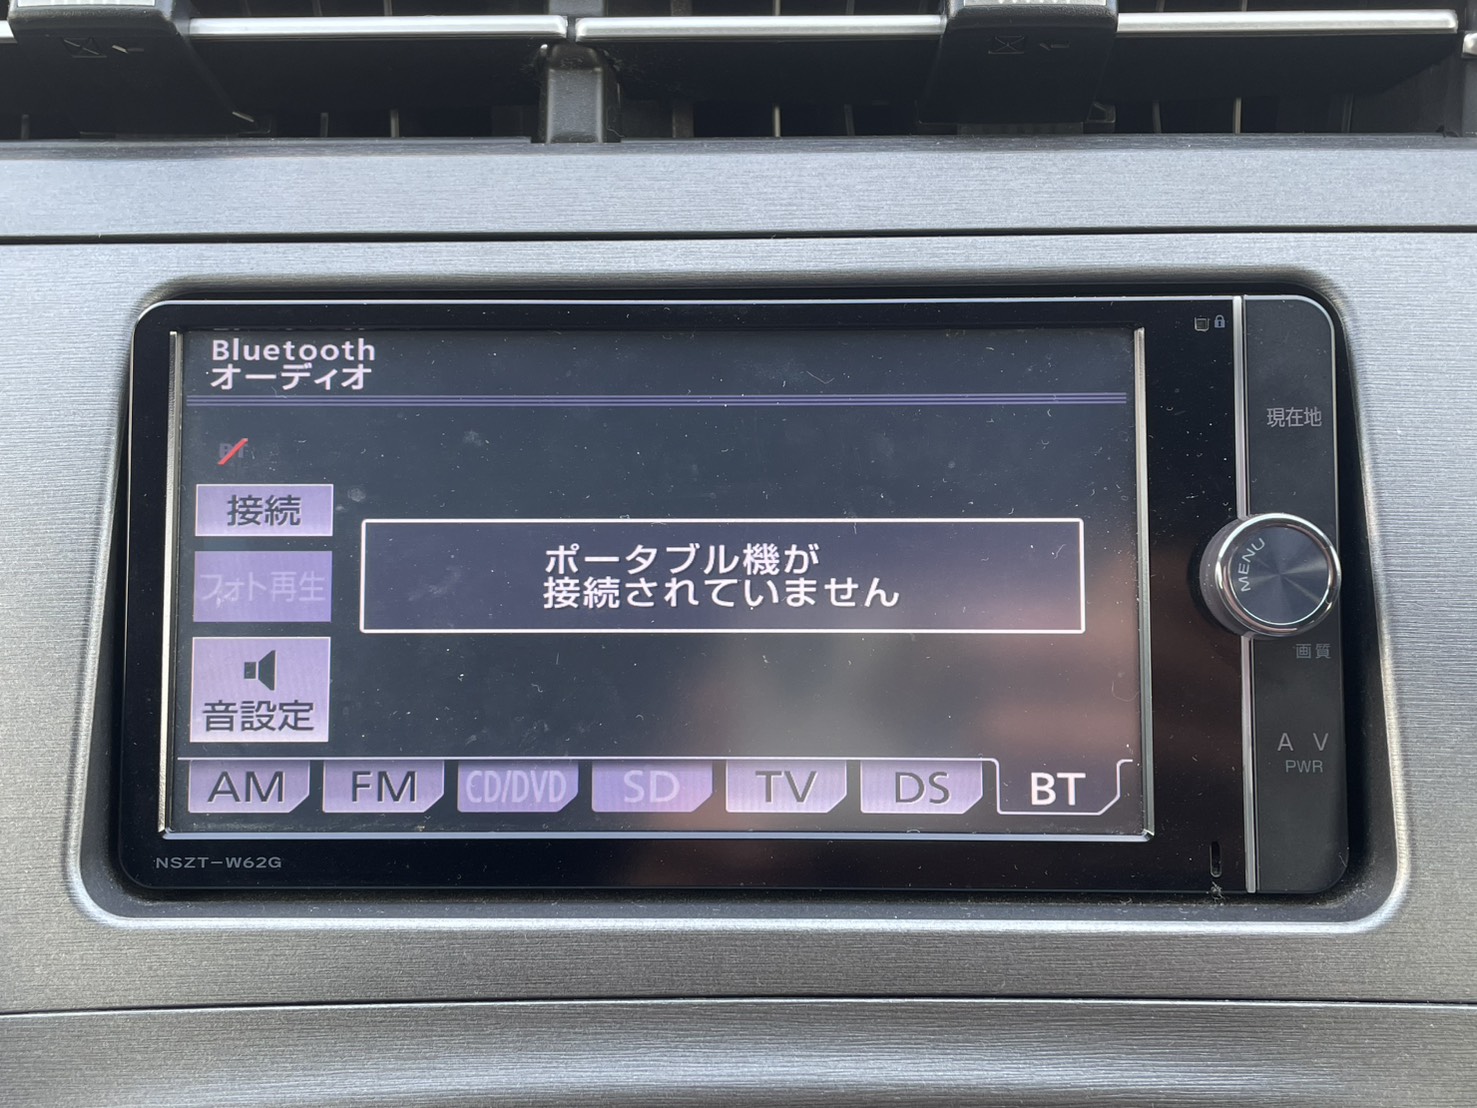 Bluetooth
オーディオ
接続
フォト再生
音設定
ポータブル機が
接続されていません
AM FM CD/DVD SD TV DS BT
NSZT-W62G
現在地
MENU
画質
A V
PWR